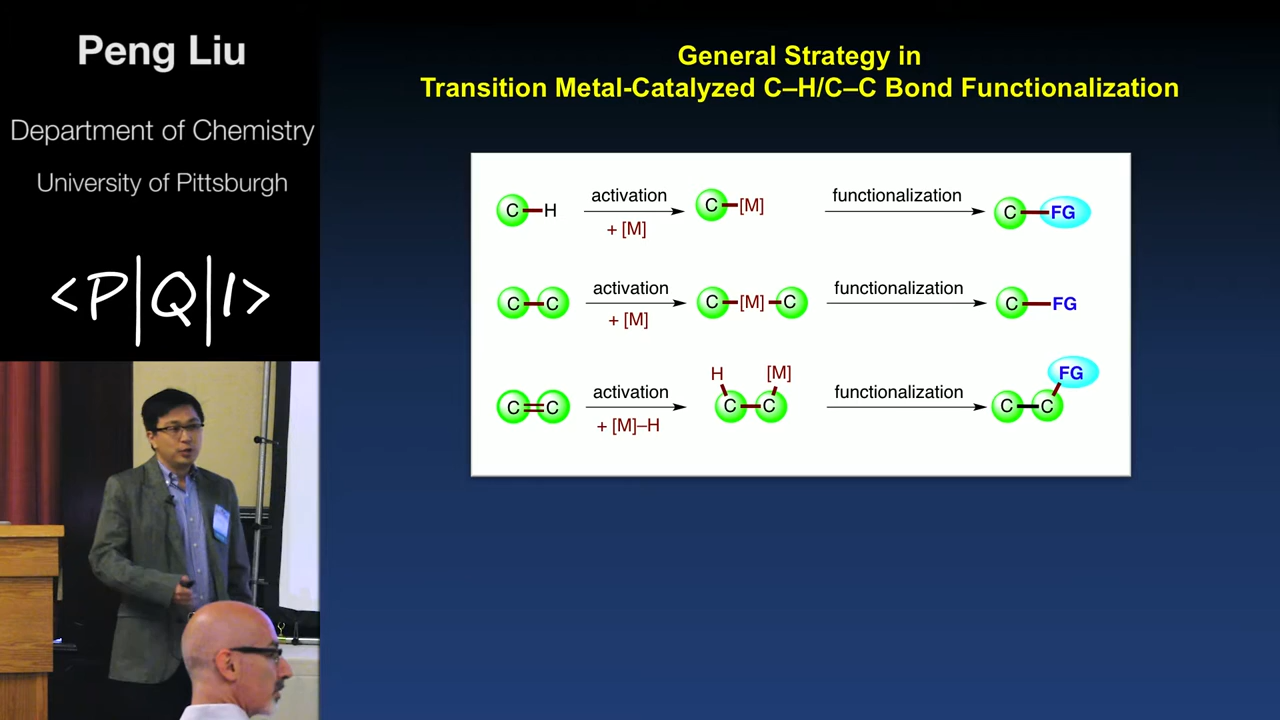 Peng Liu
Department of Chemistry
University of Pittsburgh
<P|Q|I>
General Strategy in
Transition Metal-Catalyzed C–H/C–C Bond Functionalization
C–H activation + [M] C–[M] functionalization C–FG
C–C activation + [M] C–[M]–C functionalization C–FG
C=C activation + [M]–H H [M] C–C functionalization C–C FG